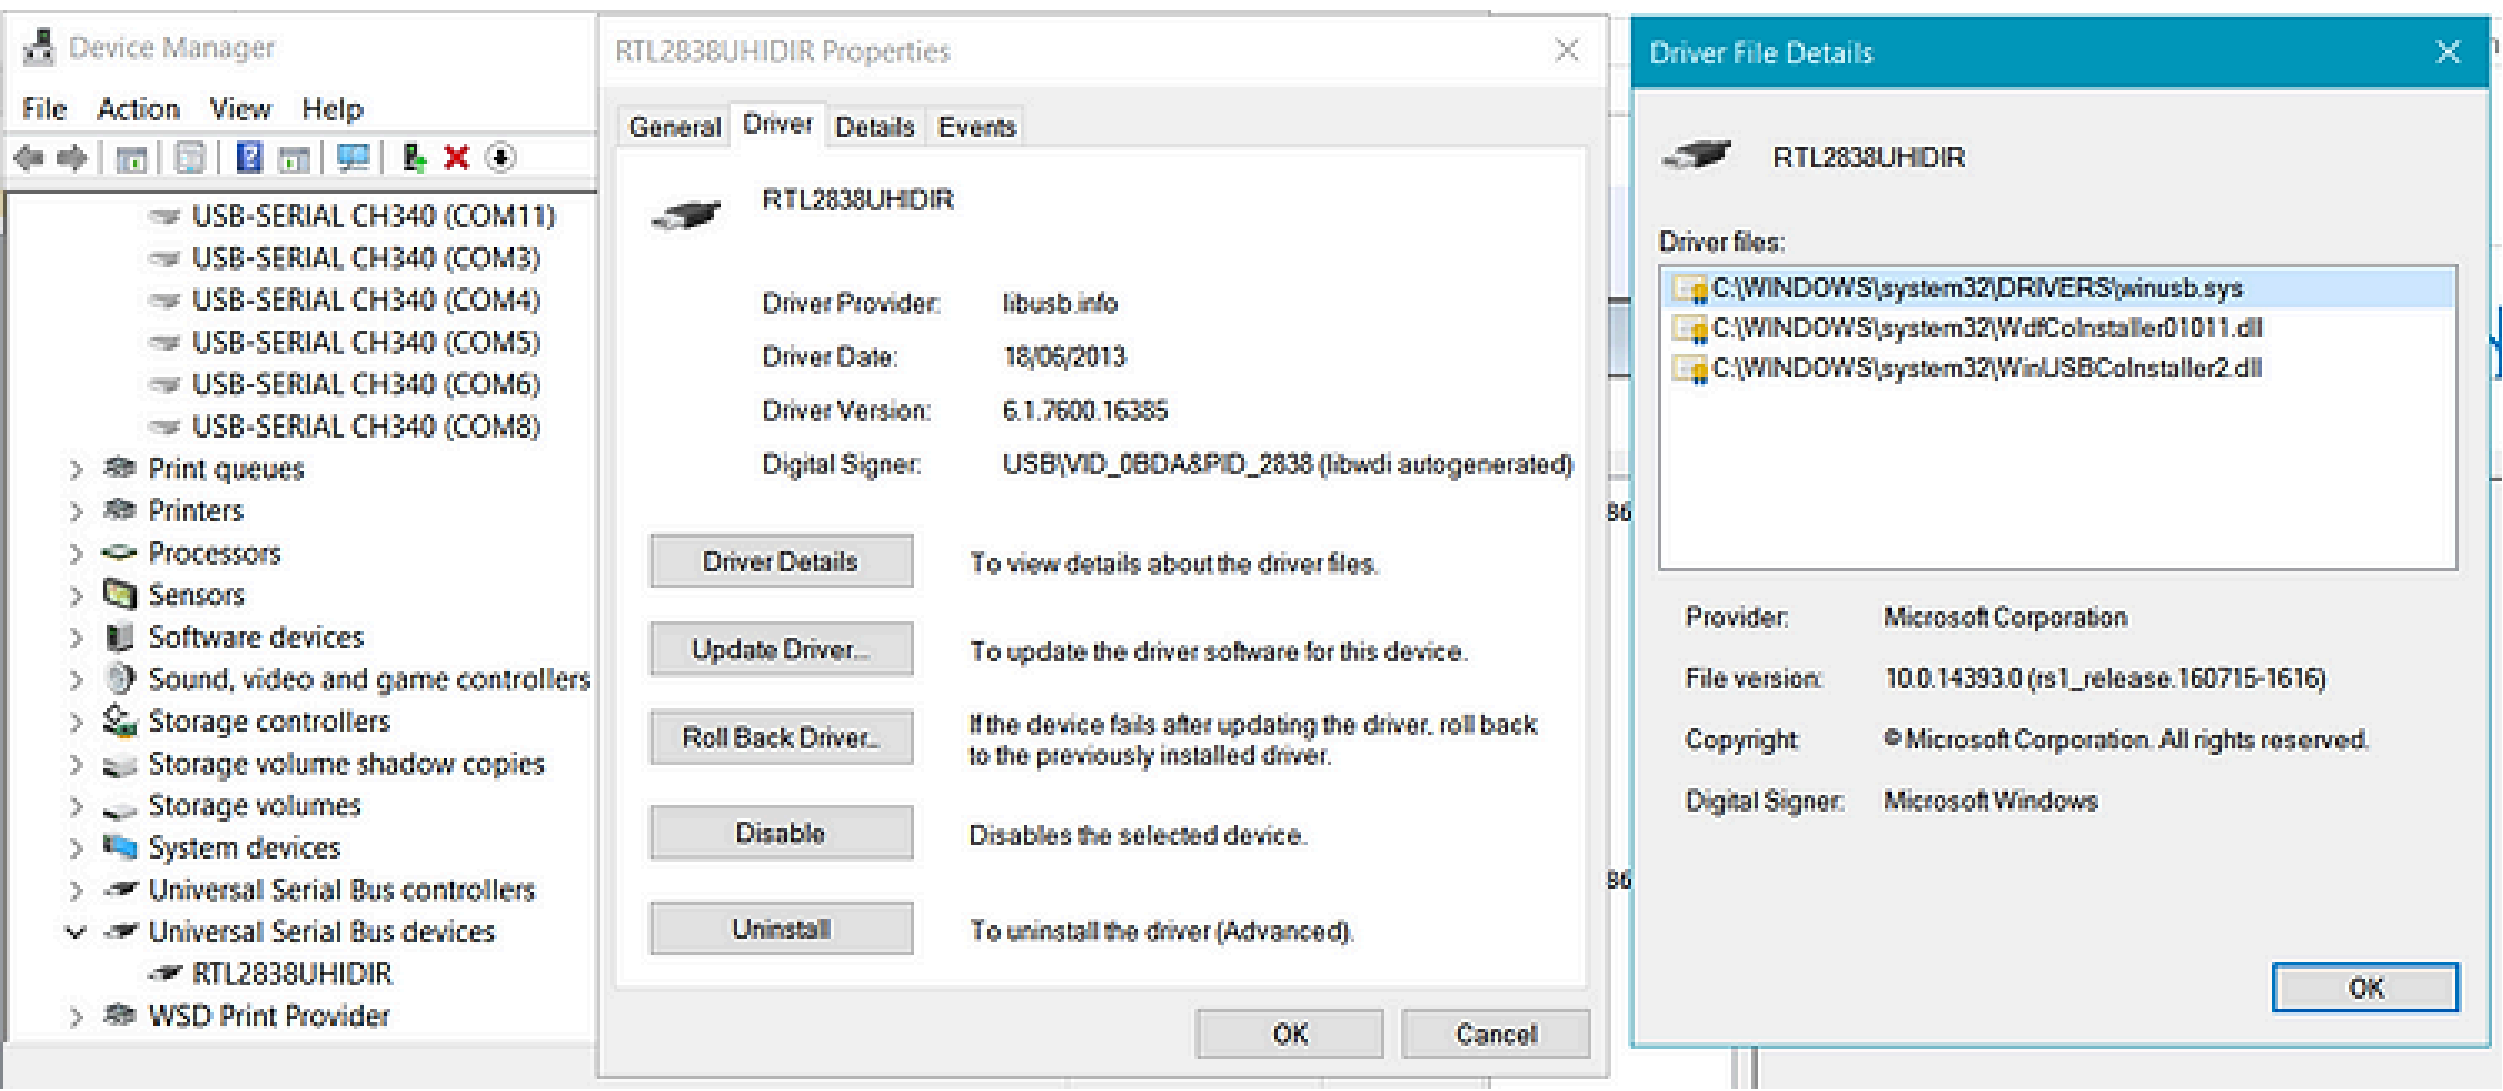 Device Manager
File Action View Help
USB-SERIAL CH340 (COM11)
USB-SERIAL CH340 (COM3)
USB-SERIAL CH340 (COM4)
USB-SERIAL CH340 (COM5)
USB-SERIAL CH340 (COM6)
USB-SERIAL CH340 (COM8)
Print queues
Printers
Processors
Sensors
Software devices
Sound, video and game controllers
Storage controllers
Storage volume shadow copies
Storage volumes
System devices
Universal Serial Bus controllers
Universal Serial Bus devices
RTL2838UHIDIR
WSD Print Provider
RTL2838UHIDIR Properties
General Driver Details Events
RTL2838UHIDIR
Driver Provider: libusb.info
Driver Date: 18/06/2013
Driver Version: 6.1.7600.16385
Digital Signer: USB\VID_0BDA&PID_2838 (libwdi autogenerated)
Driver Details To view details about the driver files.
Update Driver... To update the driver software for this device.
Roll Back Driver... If the device fails after updating the driver, roll back
to the previously installed driver.
Disable Disables the selected device.
Uninstall To uninstall the driver (Advanced).
OK Cancel
86
86
Driver File Details
RTL2838UHIDIR
Driver files:
C:\WINDOWS\system32\DRIVERS\winusb.sys
C:\WINDOWS\system32\WdfCoInstaller01011.dll
C:\WINDOWS\system32\WinUSBCoInstaller2.dll
Provider: Microsoft Corporation
File version: 10.0.14393.0 (rs1_release.160715-1616)
Copyright: © Microsoft Corporation. All rights reserved.
Digital Signer: Microsoft Windows
OK